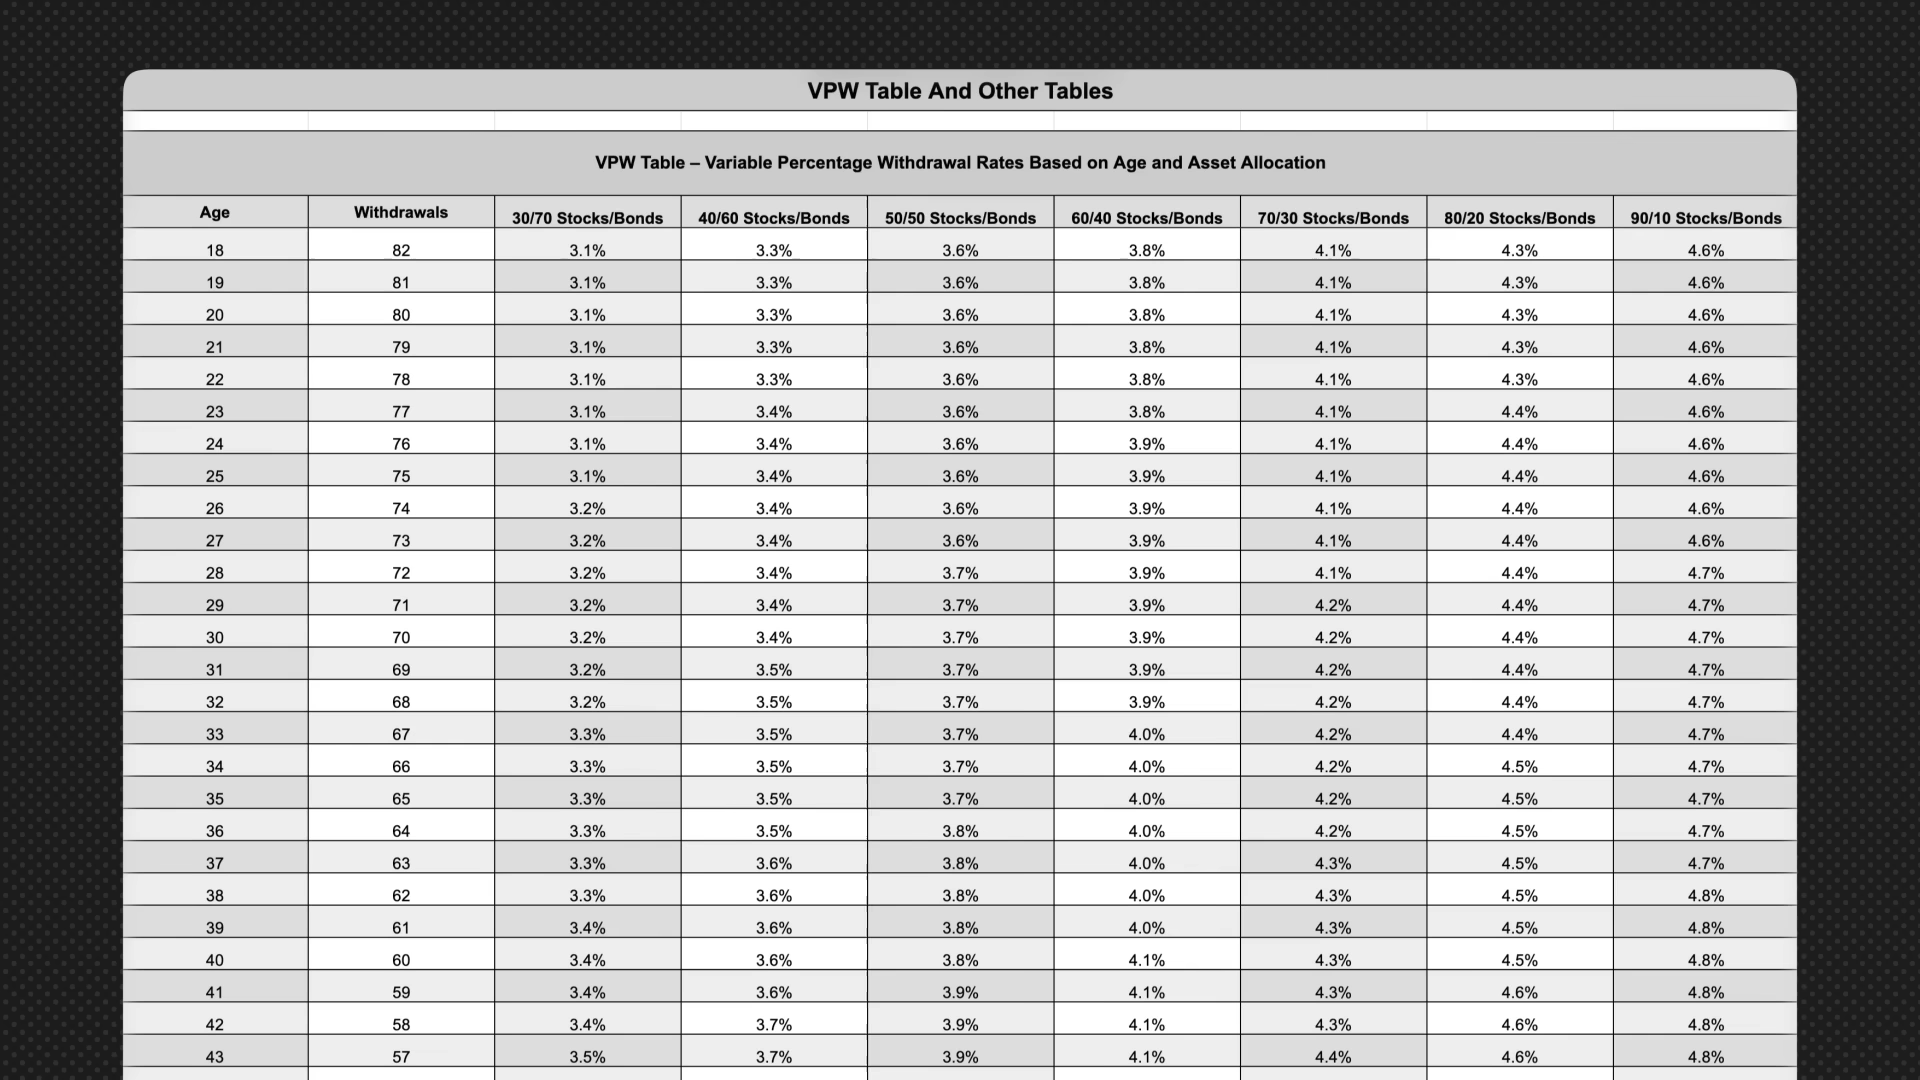 VPW Table And Other Tables
VPW Table – Variable Percentage Withdrawal Rates Based on Age and Asset Allocation
Age Withdrawals 30/70 Stocks/Bonds 40/60 Stocks/Bonds 50/50 Stocks/Bonds 60/40 Stocks/Bonds 70/30 Stocks/Bonds 80/20 Stocks/Bonds 90/10 Stocks/Bonds
18 82 3.1% 3.3% 3.6% 3.8% 4.1% 4.3% 4.6%
19 81 3.1% 3.3% 3.6% 3.8% 4.1% 4.3% 4.6%
20 80 3.1% 3.3% 3.6% 3.8% 4.1% 4.3% 4.6%
21 79 3.1% 3.3% 3.6% 3.8% 4.1% 4.3% 4.6%
22 78 3.1% 3.3% 3.6% 3.8% 4.1% 4.3% 4.6%
23 77 3.1% 3.4% 3.6% 3.8% 4.1% 4.4% 4.6%
24 76 3.1% 3.4% 3.6% 3.9% 4.1% 4.4% 4.6%
25 75 3.1% 3.4% 3.6% 3.9% 4.1% 4.4% 4.6%
26 74 3.2% 3.4% 3.6% 3.9% 4.1% 4.4% 4.6%
27 73 3.2% 3.4% 3.6% 3.9% 4.1% 4.4% 4.6%
28 72 3.2% 3.4% 3.7% 3.9% 4.1% 4.4% 4.7%
29 71 3.2% 3.4% 3.7% 3.9% 4.2% 4.4% 4.7%
30 70 3.2% 3.4% 3.7% 3.9% 4.2% 4.4% 4.7%
31 69 3.2% 3.5% 3.7% 3.9% 4.2% 4.4% 4.7%
32 68 3.2% 3.5% 3.7% 3.9% 4.2% 4.4% 4.7%
33 67 3.3% 3.5% 3.7% 4.0% 4.2% 4.4% 4.7%
34 66 3.3% 3.5% 3.7% 4.0% 4.2% 4.5% 4.7%
35 65 3.3% 3.5% 3.7% 4.0% 4.2% 4.5% 4.7%
36 64 3.3% 3.5% 3.8% 4.0% 4.2% 4.5% 4.7%
37 63 3.3% 3.6% 3.8% 4.0% 4.3% 4.5% 4.7%
38 62 3.3% 3.6% 3.8% 4.0% 4.3% 4.5% 4.8%
39 61 3.4% 3.6% 3.8% 4.0% 4.3% 4.5% 4.8%
40 60 3.4% 3.6% 3.8% 4.1% 4.3% 4.5% 4.8%
41 59 3.4% 3.6% 3.9% 4.1% 4.3% 4.6% 4.8%
42 58 3.4% 3.7% 3.9% 4.1% 4.3% 4.6% 4.8%
43 57 3.5% 3.7% 3.9% 4.1% 4.4% 4.6% 4.8%